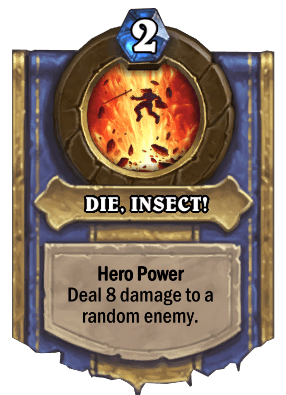 2
DIE, INSECT!
Hero Power
Deal 8 damage to a
random enemy.